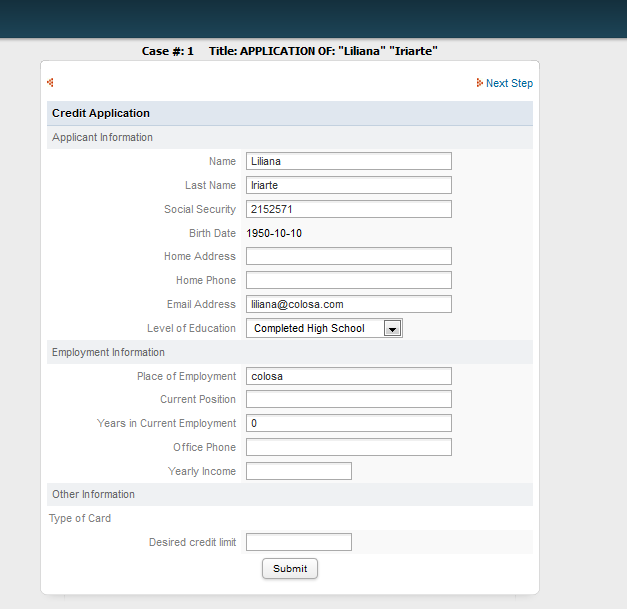 Case #: 1 Title: APPLICATION OF: "Liliana" "Iriarte"
Next Step
Credit Application
Applicant Information
Name Liliana
Last Name Iriarte
Social Security 2152571
Birth Date 1950-10-10
Home Address
Home Phone
Email Address liliana@colosa.com
Level of Education Completed High School
Employment Information
Place of Employment colosa
Current Position
Years in Current Employment 0
Office Phone
Yearly Income
Other Information
Type of Card
Desired credit limit
Submit